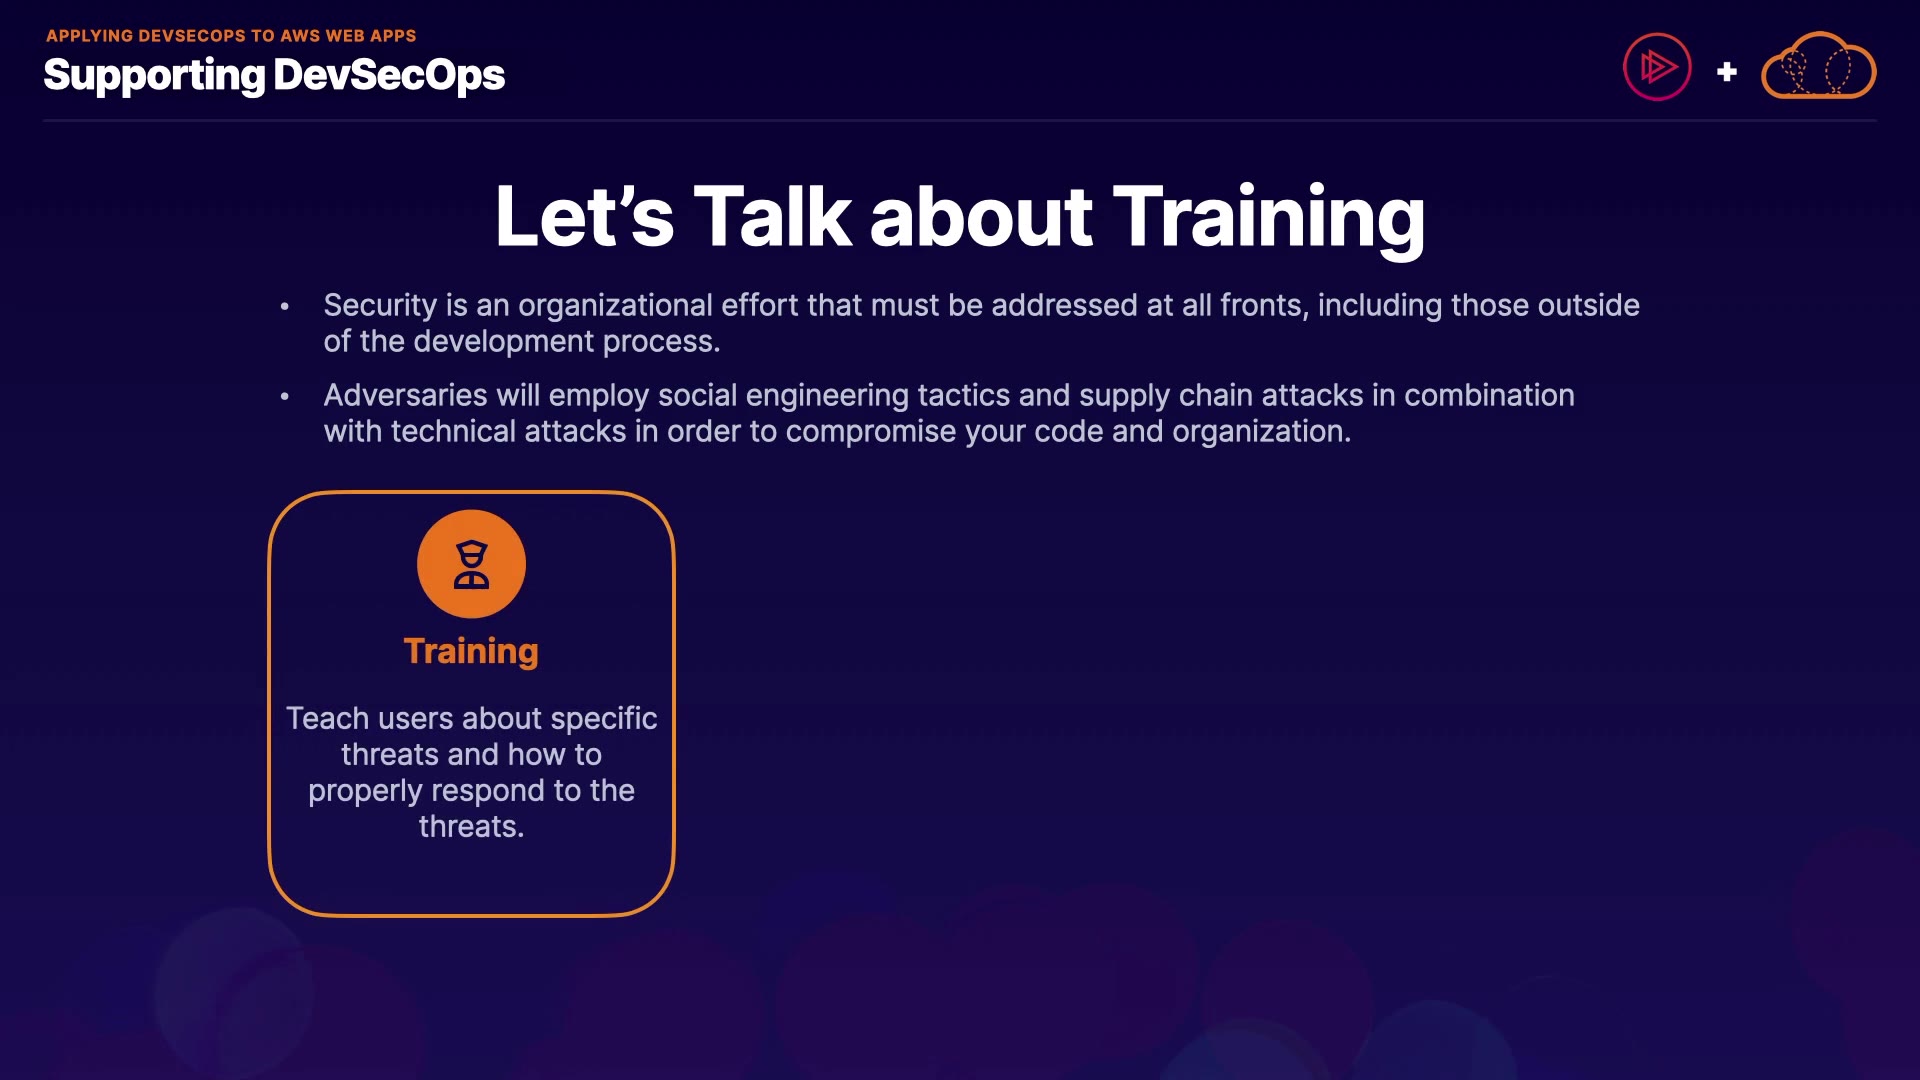 APPLYING DEVSECOPS TO AWS WEB APPS
Supporting DevSecOps
Let’s Talk about Training
• Security is an organizational effort that must be addressed at all fronts, including those outside
of the development process.
• Adversaries will employ social engineering tactics and supply chain attacks in combination
with technical attacks in order to compromise your code and organization.
Training
Teach users about specific
threats and how to
properly respond to the
threats.